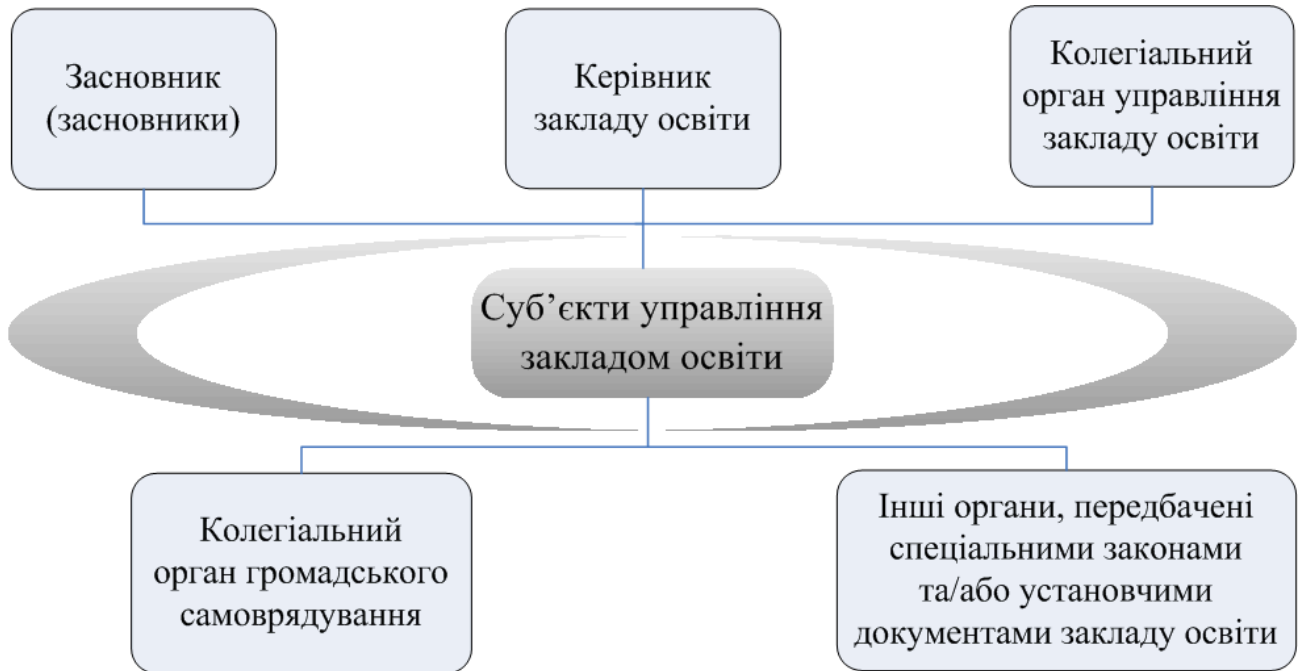 Засновник
(засновники)
Керівник
закладу освіти
Колегіальний
орган управління
закладу освіти
Суб’єкти управління
закладом освіти
Колегіальний
орган громадського
самоврядування
Інші органи, передбачені
спеціальними законами
та/або установчими
документами закладу освіти